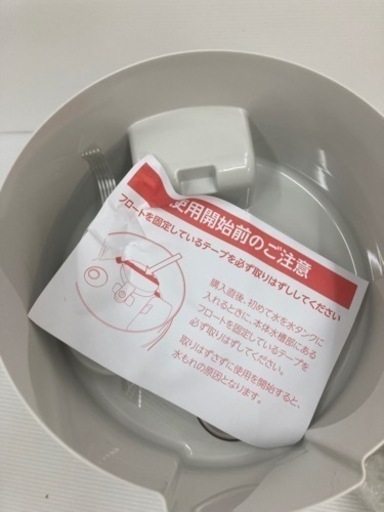 使用開始前のご注意
フロートを固定しているテープを必ず取りはずししてください
購入直後、初めて水を水タンクに
入れるときに、本体水槽部にある
フロートを固定しているテープを
必ず取りはずしてください。
取りはずさずに使用を開始すると、
水もれの原因となります。